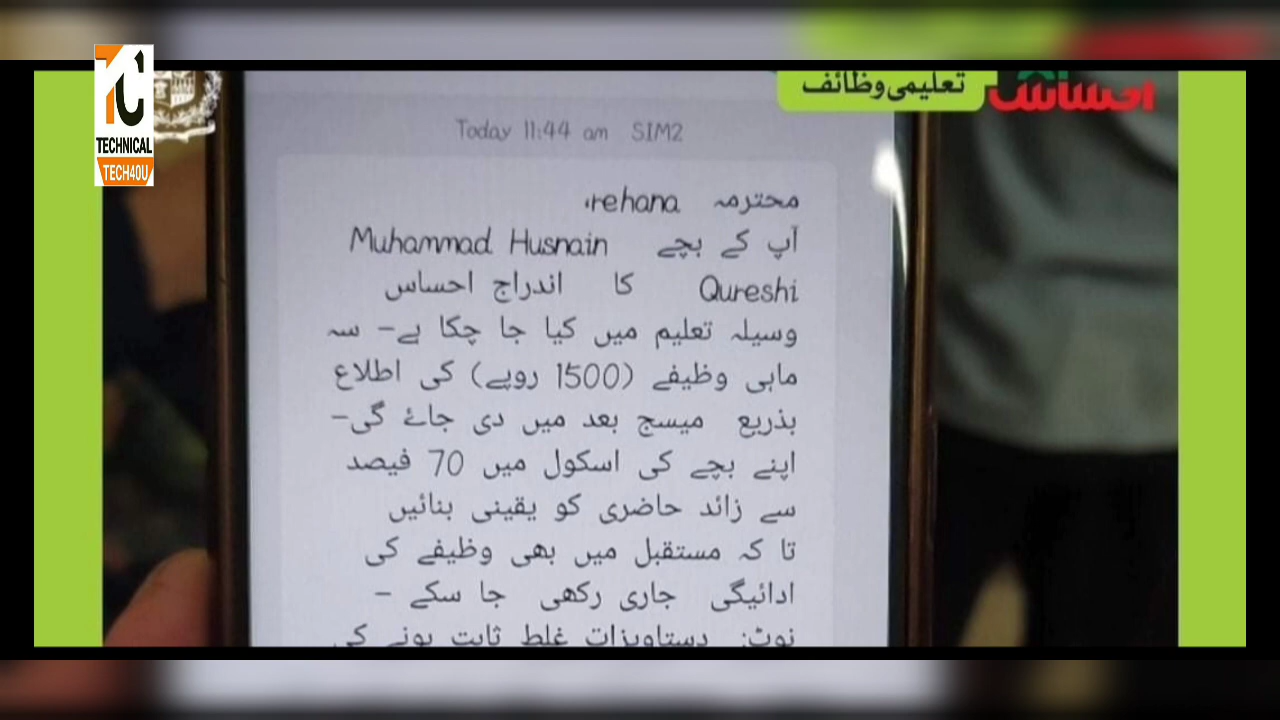 TC
TECHNICAL
TECH40U
تعلیمی وظائف
احساس
Today 11:44 am SIM2
محترمہ rehana،
آپ کے بچے Muhammad Husnain
Qureshi کا اندراج احساس
وسیلہ تعلیم میں کیا جا چکا ہے- سہ
ماہی وظیفے (1500 روپے) کی اطلاع
بذریع میسج بعد میں دی جاۓ گی-
اپنے بچے کی اسکول میں 70 فیصد
سے زائد حاضری کو یقینی بنائیں
تا کہ مستقبل میں بھی وظیفے کی
ادائیگی جاری رکھی جا سکے -
نوٹ: دستاویزات غلط ثابت ہونے کی